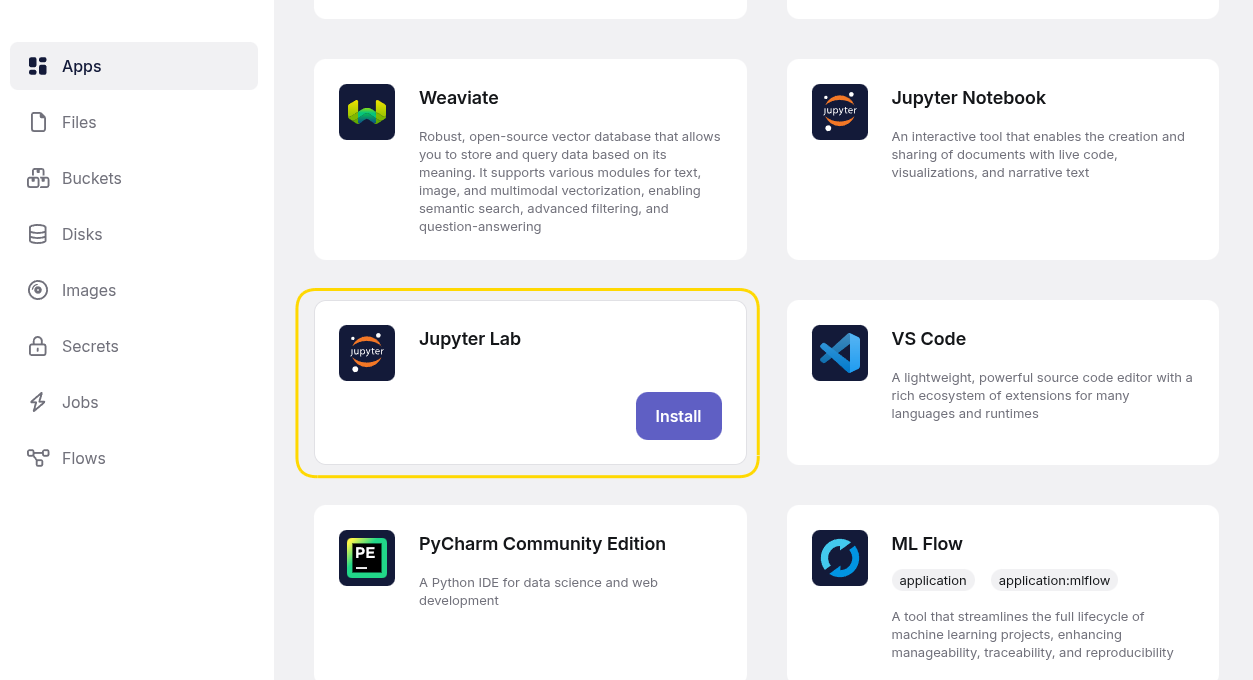 Apps
Files
Buckets
Disks
Images
Secrets
Jobs
Flows
Weaviate
Robust, open-source vector database that allows
you to store and query data based on its
meaning. It supports various modules for text,
image, and multimodal vectorization, enabling
semantic search, advanced filtering, and
question-answering
jupyter
Jupyter Notebook
An interactive tool that enables the creation and
sharing of documents with live code,
visualizations, and narrative text
jupyter
Jupyter Lab
Install
VS Code
A lightweight, powerful source code editor with a
rich ecosystem of extensions for many
languages and runtimes
PE
PyCharm Community Edition
A Python IDE for data science and web
development
ML Flow
application application:mlflow
A tool that streamlines the full lifecycle of
machine learning projects, enhancing
manageability, traceability, and reproducibility